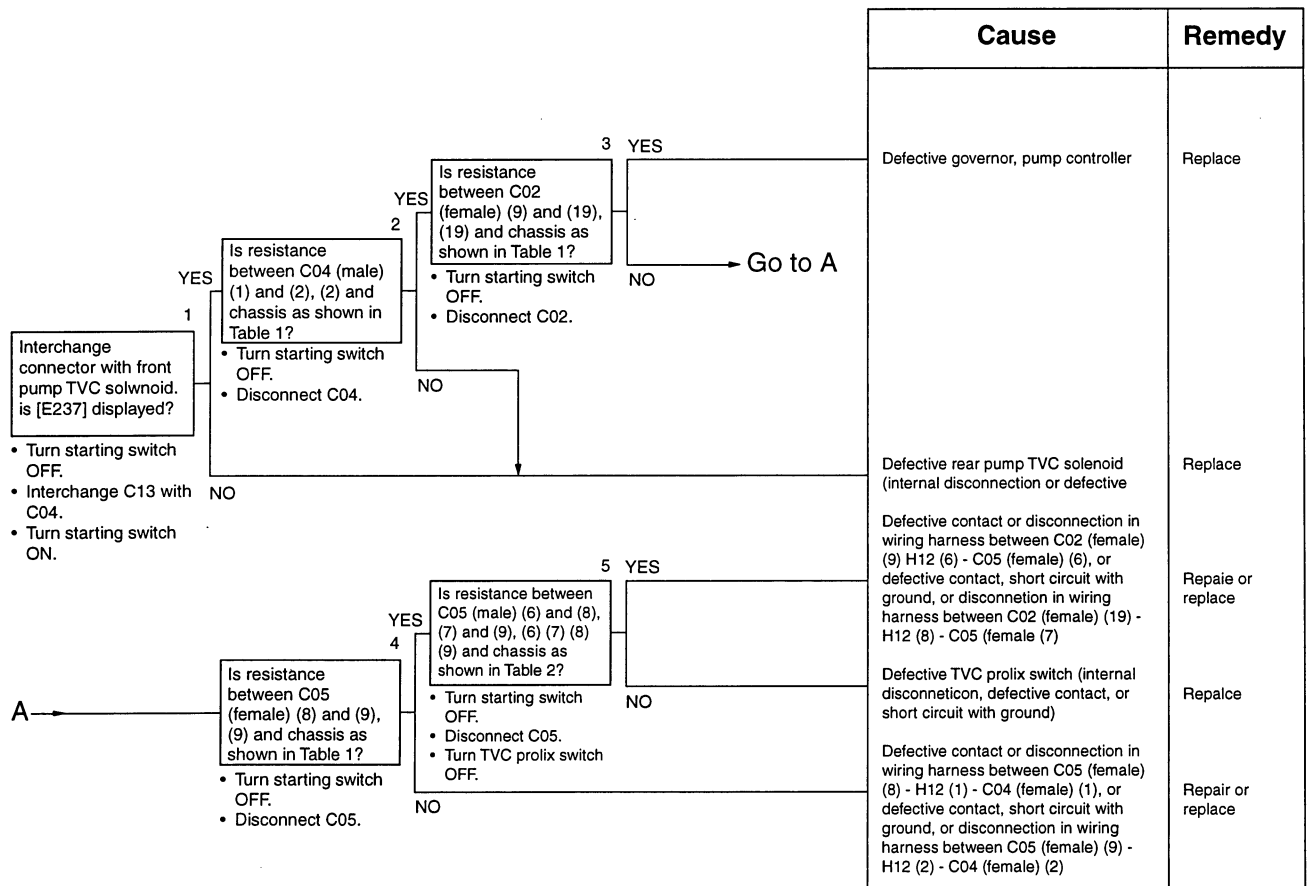 Cause
Remedy
3 YES
Is resistance
between C02
(female) (9) and (19),
(19) and chassis as
shown in Table 1?
• Turn starting switch
OFF.
• Disconnect C02.
NO
Go to A
Defective governor, pump controller
Replace
YES
2
Is resistance
between C04 (male)
(1) and (2), (2) and
chassis as shown in
Table 1?
• Turn starting switch
OFF.
• Disconnect C04.
NO
YES
1
Interchange
connector with front
pump TVC solwnoid.
is [E237] displayed?
• Turn starting switch
OFF.
• Interchange C13 with
C04.
• Turn starting switch
ON.
NO
Defective rear pump TVC solenoid
(internal disconnection or defective
Replace
Defective contact or disconnection in
wiring harness between C02 (female)
(9) H12 (6) - C05 (female) (6), or
defective contact, short circuit with
ground, or disconnetion in wiring
harness between C02 (female) (19) -
H12 (8) - C05 (female (7)
Repaie or
replace
5 YES
Is resistance between
C05 (male) (6) and (8),
(7) and (9), (6) (7) (8)
(9) and chassis as
shown in Table 2?
• Turn starting switch
OFF.
• Disconnect C05.
• Turn TVC prolix switch
OFF.
NO
Defective TVC prolix switch (internal
disconneticon, defective contact, or
short circuit with ground)
Repalce
YES
4
A
Is resistance
between C05
(female) (8) and (9),
(9) and chassis as
shown in Table 1?
• Turn starting switch
OFF.
• Disconnect C05.
NO
Defective contact or disconnection in
wiring harness between C05 (female)
(8) - H12 (1) - C04 (female) (1), or
defective contact, short circuit with
ground, or disconnection in wiring
harness between C05 (female) (9) -
H12 (2) - C04 (female) (2)
Repair or
replace